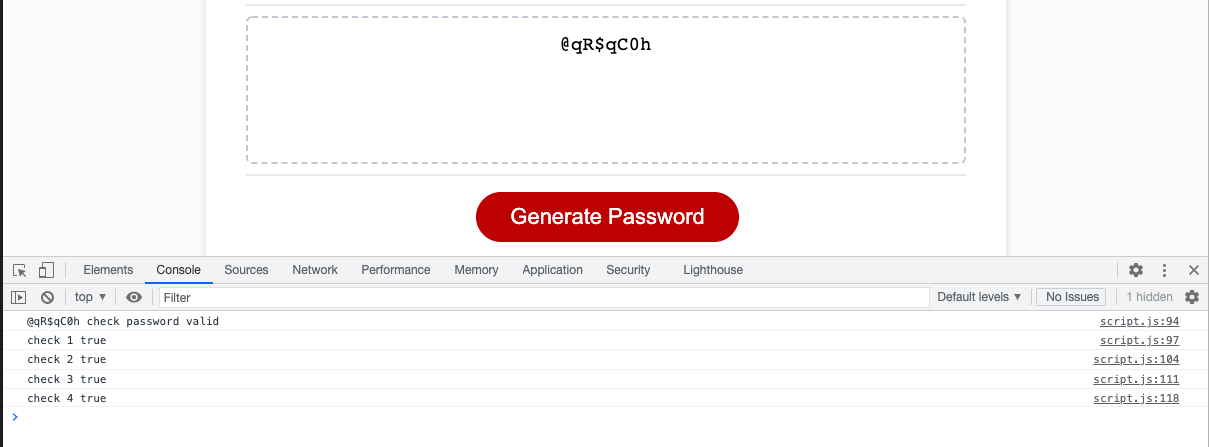 @qR$qC0h
Generate Password
Elements Console Sources Network Performance Memory Application Security Lighthouse
top ▼ Filter Default levels ▼ No Issues 1 hidden
@qR$qC0h check password valid script.js:94
check 1 true script.js:97
check 2 true script.js:104
check 3 true script.js:111
check 4 true script.js:118